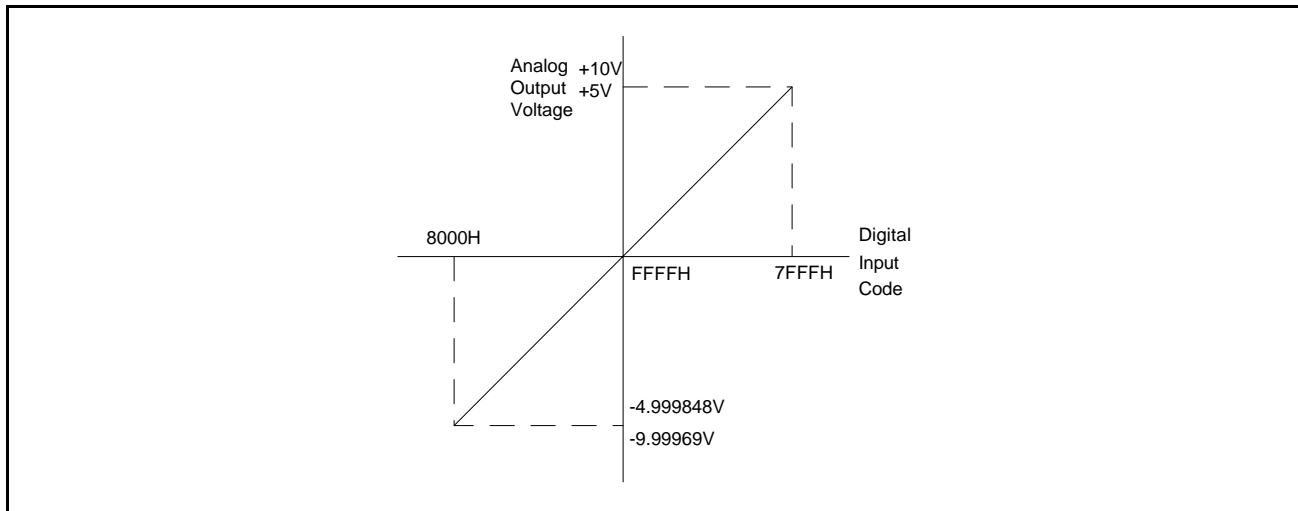 Analog +10V
Output +5V
Voltage
8000H
Digital
FFFFH 7FFFH Input
Code
-4.999848V
-9.99969V